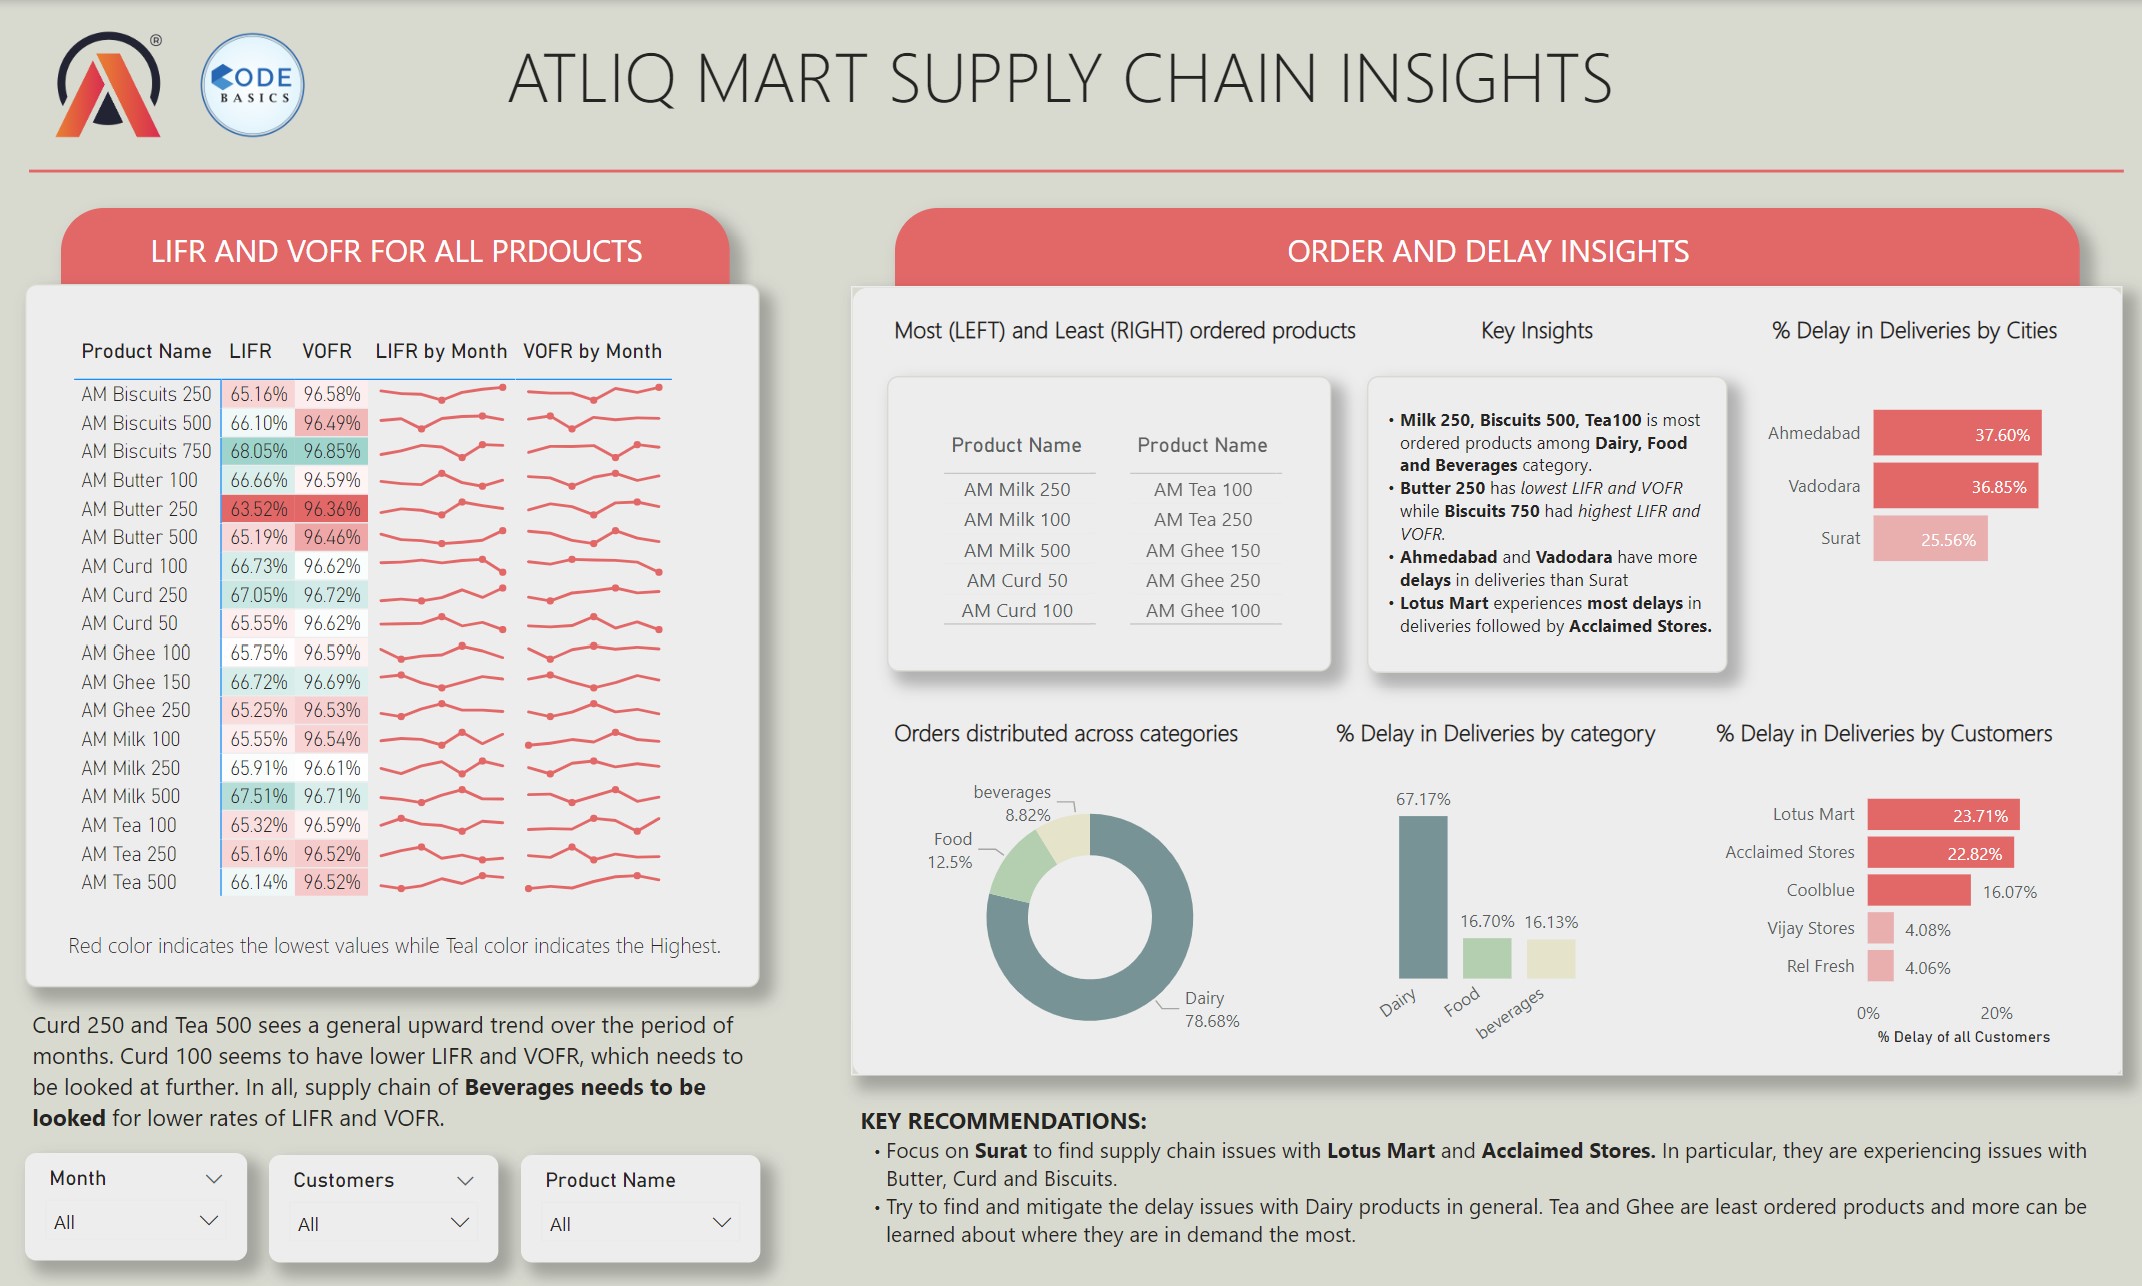 ®
CODE
BASICS
ATLIQ MART SUPPLY CHAIN INSIGHTS
LIFR AND VOFR FOR ALL PRDOUCTS
Product Name LIFR VOFR LIFR by Month VOFR by Month
AM Biscuits 250 65.16% 96.58%
AM Biscuits 500 66.10% 96.49%
AM Biscuits 750 68.05% 96.85%
AM Butter 100 66.66% 96.59%
AM Butter 250 63.52% 96.36%
AM Butter 500 65.19% 96.46%
AM Curd 100 66.73% 96.62%
AM Curd 250 67.05% 96.72%
AM Curd 50 65.55% 96.62%
AM Ghee 100 65.75% 96.59%
AM Ghee 150 66.72% 96.69%
AM Ghee 250 65.25% 96.53%
AM Milk 100 65.55% 96.54%
AM Milk 250 65.91% 96.61%
AM Milk 500 67.51% 96.71%
AM Tea 100 65.32% 96.59%
AM Tea 250 65.16% 96.52%
AM Tea 500 66.14% 96.52%
Red color indicates the lowest values while Teal color indicates the Highest.
Curd 250 and Tea 500 sees a general upward trend over the period of
months. Curd 100 seems to have lower LIFR and VOFR, which needs to
be looked at further. In all, supply chain of Beverages needs to be
looked for lower rates of LIFR and VOFR.
Month
All
Customers
All
Product Name
All
ORDER AND DELAY INSIGHTS
Most (LEFT) and Least (RIGHT) ordered products
Product Name Product Name
AM Milk 250 AM Tea 100
AM Milk 100 AM Tea 250
AM Milk 500 AM Ghee 150
AM Curd 50 AM Ghee 250
AM Curd 100 AM Ghee 100
Key Insights
• Milk 250, Biscuits 500, Tea100 is most
ordered products among Dairy, Food
and Beverages category.
• Butter 250 has lowest LIFR and VOFR
while Biscuits 750 had highest LIFR and
VOFR.
• Ahmedabad and Vadodara have more
delays in deliveries than Surat
• Lotus Mart experiences most delays in
deliveries followed by Acclaimed Stores.
% Delay in Deliveries by Cities
Ahmedabad 37.60%
Vadodara 36.85%
Surat 25.56%
Orders distributed across categories
beverages
8.82%
Food
12.5%
Dairy
78.68%
% Delay in Deliveries by category
67.17%
16.70% 16.13%
Dairy
Food
beverages
% Delay in Deliveries by Customers
Lotus Mart 23.71%
Acclaimed Stores 22.82%
Coolblue 16.07%
Vijay Stores 4.08%
Rel Fresh 4.06%
0% 20%
% Delay of all Customers
KEY RECOMMENDATIONS:
• Focus on Surat to find supply chain issues with Lotus Mart and Acclaimed Stores. In particular, they are experiencing issues with
Butter, Curd and Biscuits.
• Try to find and mitigate the delay issues with Dairy products in general. Tea and Ghee are least ordered products and more can be
learned about where they are in demand the most.